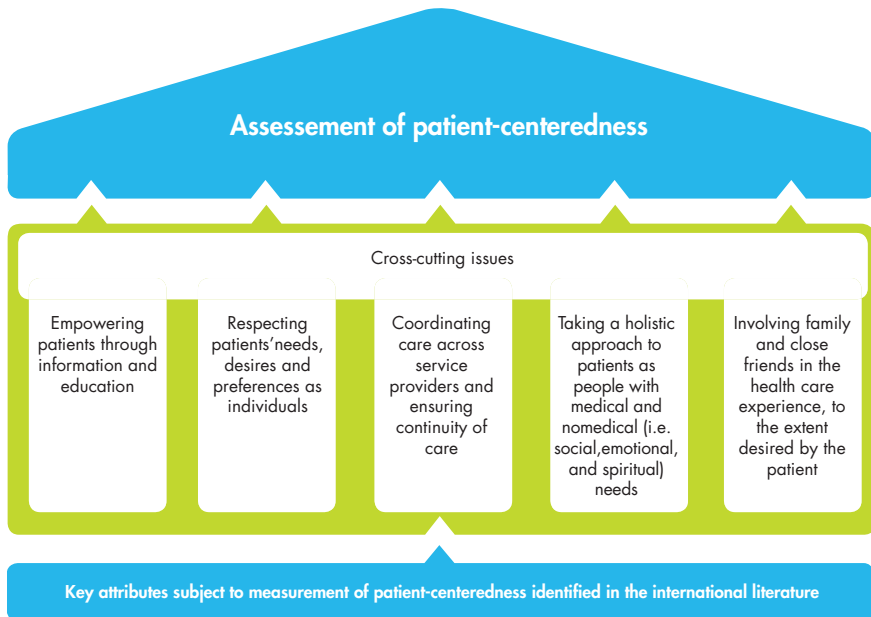 Assessement of patient-centeredness
Cross-cutting issues
Empowering
patients through
information and
education
Respecting
patients'needs,
desires and
preferences as
individuals
Coordinating
care across
service
providers and
ensuring
continuity of
care
Taking a holistic
approach to
patients as
people with
medical and
nomedical (i.e.
social,emotional,
and spiritual)
needs
Involving family
and close
friends in the
health care
experience, to
the extent
desired by the
patient
Key attributes subject to measurement of patient-centeredness identified in the international literature